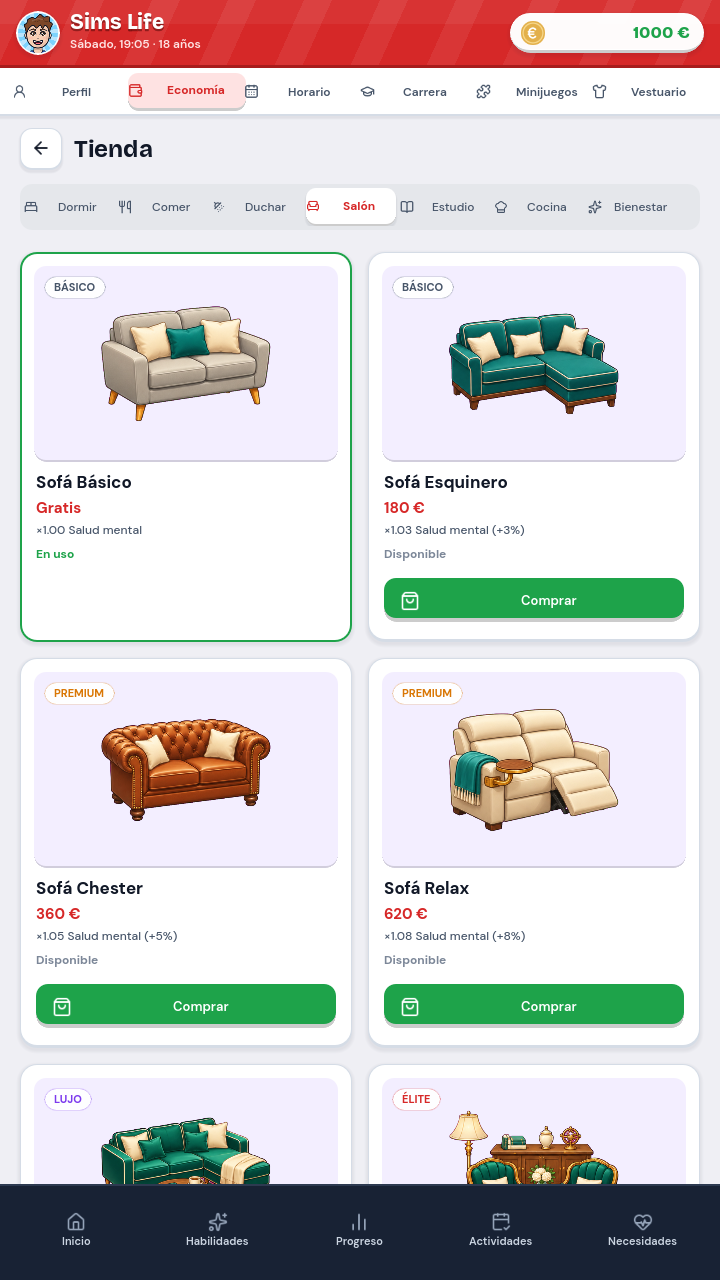 Sims Life
Sábado, 19:05 · 18 años
€
1000 €
Perfil
Economía
Horario
Carrera
Minijuegos
Vestuario
Tienda
Dormir
Comer
Duchar
Salón
Estudio
Cocina
Bienestar
BÁSICO
Sofá Básico
Gratis
×1.00 Salud mental
En uso
BÁSICO
Sofá Esquinero
180 €
×1.03 Salud mental (+3%)
Disponible
Comprar
PREMIUM
Sofá Chester
360 €
×1.05 Salud mental (+5%)
Disponible
Comprar
PREMIUM
Sofá Relax
620 €
×1.08 Salud mental (+8%)
Disponible
Comprar
LUJO
ÉLITE
Inicio
Habilidades
Progreso
Actividades
Necesidades